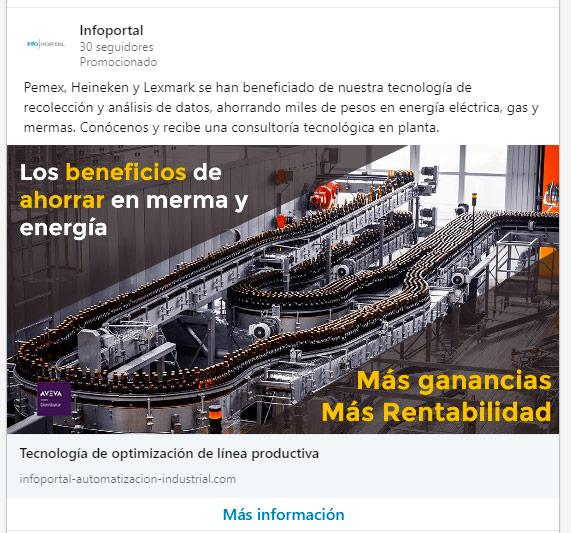 Infoportal
30 seguidores
Promocionado
info PORTAL
Pemex, Heineken y Lexmark se han beneficiado de nuestra tecnología de
recolección y análisis de datos, ahorrando miles de pesos en energía eléctrica, gas y
mermas. Conócenos y recibe una consultoría tecnológica en planta.
Los beneficios de
ahorrar en merma y
energía
AVEVA
Distributor
Más ganancias
Más Rentabilidad
Tecnología de optimización de línea productiva
infoportal-automatizacion-industrial.com
Más información